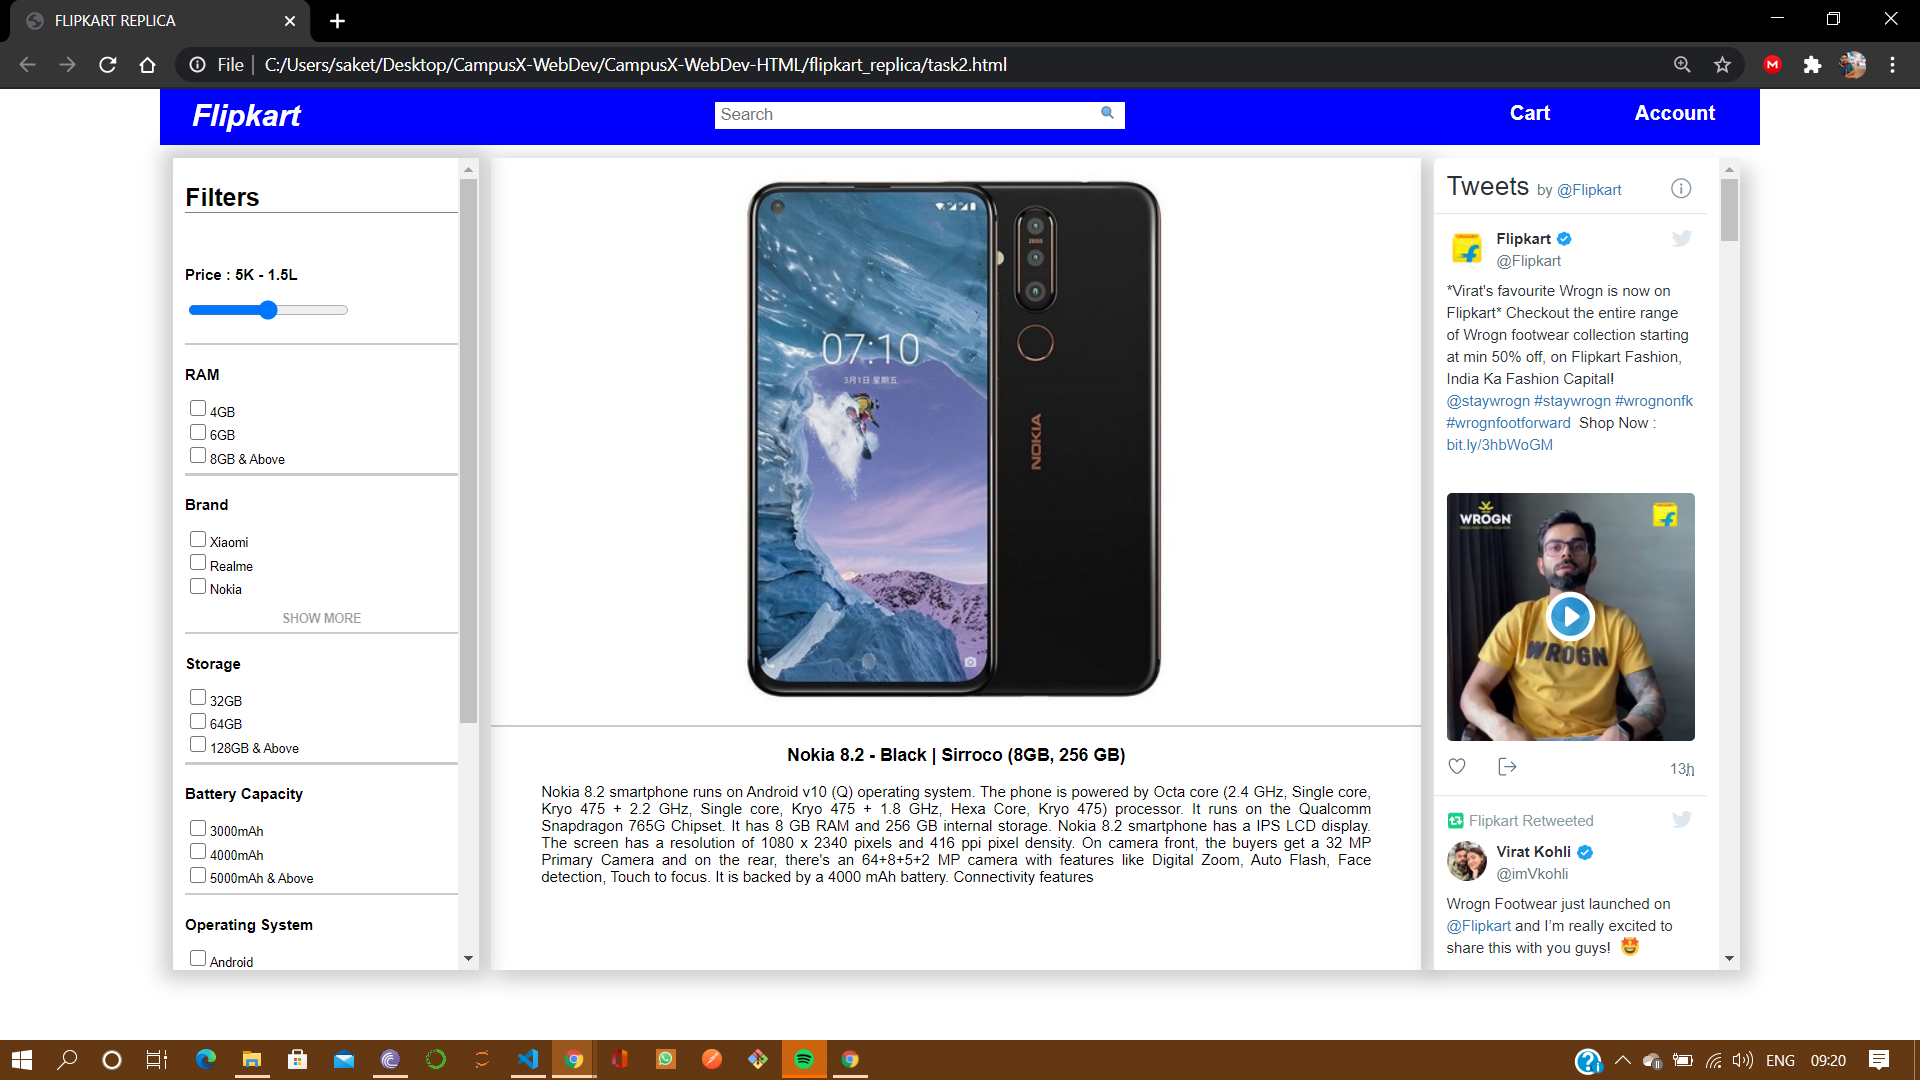 FLIPKART REPLICA
File
C:/Users/saket/Desktop/CampusX-WebDev/CampusX-WebDev-HTML/flipkart_replica/task2.html
Flipkart
Search
Cart
Account
Filters
Price : 5K - 1.5L
RAM
4GB
6GB
8GB & Above
Brand
Xiaomi
Realme
Nokia
SHOW MORE
Storage
32GB
64GB
128GB & Above
Battery Capacity
3000mAh
4000mAh
5000mAh & Above
Operating System
Android
ZEISS
07:10
3月1日 星期五
NOKIA
Nokia 8.2 - Black | Sirroco (8GB, 256 GB)
Nokia 8.2 smartphone runs on Android v10 (Q) operating system. The phone is powered by Octa core (2.4 GHz, Single core,
Kryo 475 + 2.2 GHz, Single core, Kryo 475 + 1.8 GHz, Hexa Core, Kryo 475) processor. It runs on the Qualcomm
Snapdragon 765G Chipset. It has 8 GB RAM and 256 GB internal storage. Nokia 8.2 smartphone has a IPS LCD display.
The screen has a resolution of 1080 x 2340 pixels and 416 ppi pixel density. On camera front, the buyers get a 32 MP
Primary Camera and on the rear, there's an 64+8+5+2 MP camera with features like Digital Zoom, Auto Flash, Face
detection, Touch to focus. It is backed by a 4000 mAh battery. Connectivity features
Tweets by @Flipkart
Flipkart
@Flipkart
*Virat's favourite Wrogn is now on
Flipkart* Checkout the entire range
of Wrogn footwear collection starting
at min 50% off, on Flipkart Fashion,
India Ka Fashion Capital!
@staywrogn #staywrogn #wrognonfk
#wrognfootforward Shop Now :
bit.ly/3hbWoGM
WROGN
WROGN
13h
Flipkart Retweeted
Virat Kohli
@imVkohli
Wrogn Footwear just launched on
@Flipkart and I'm really excited to
share this with you guys! 🤩
ENG
09:20